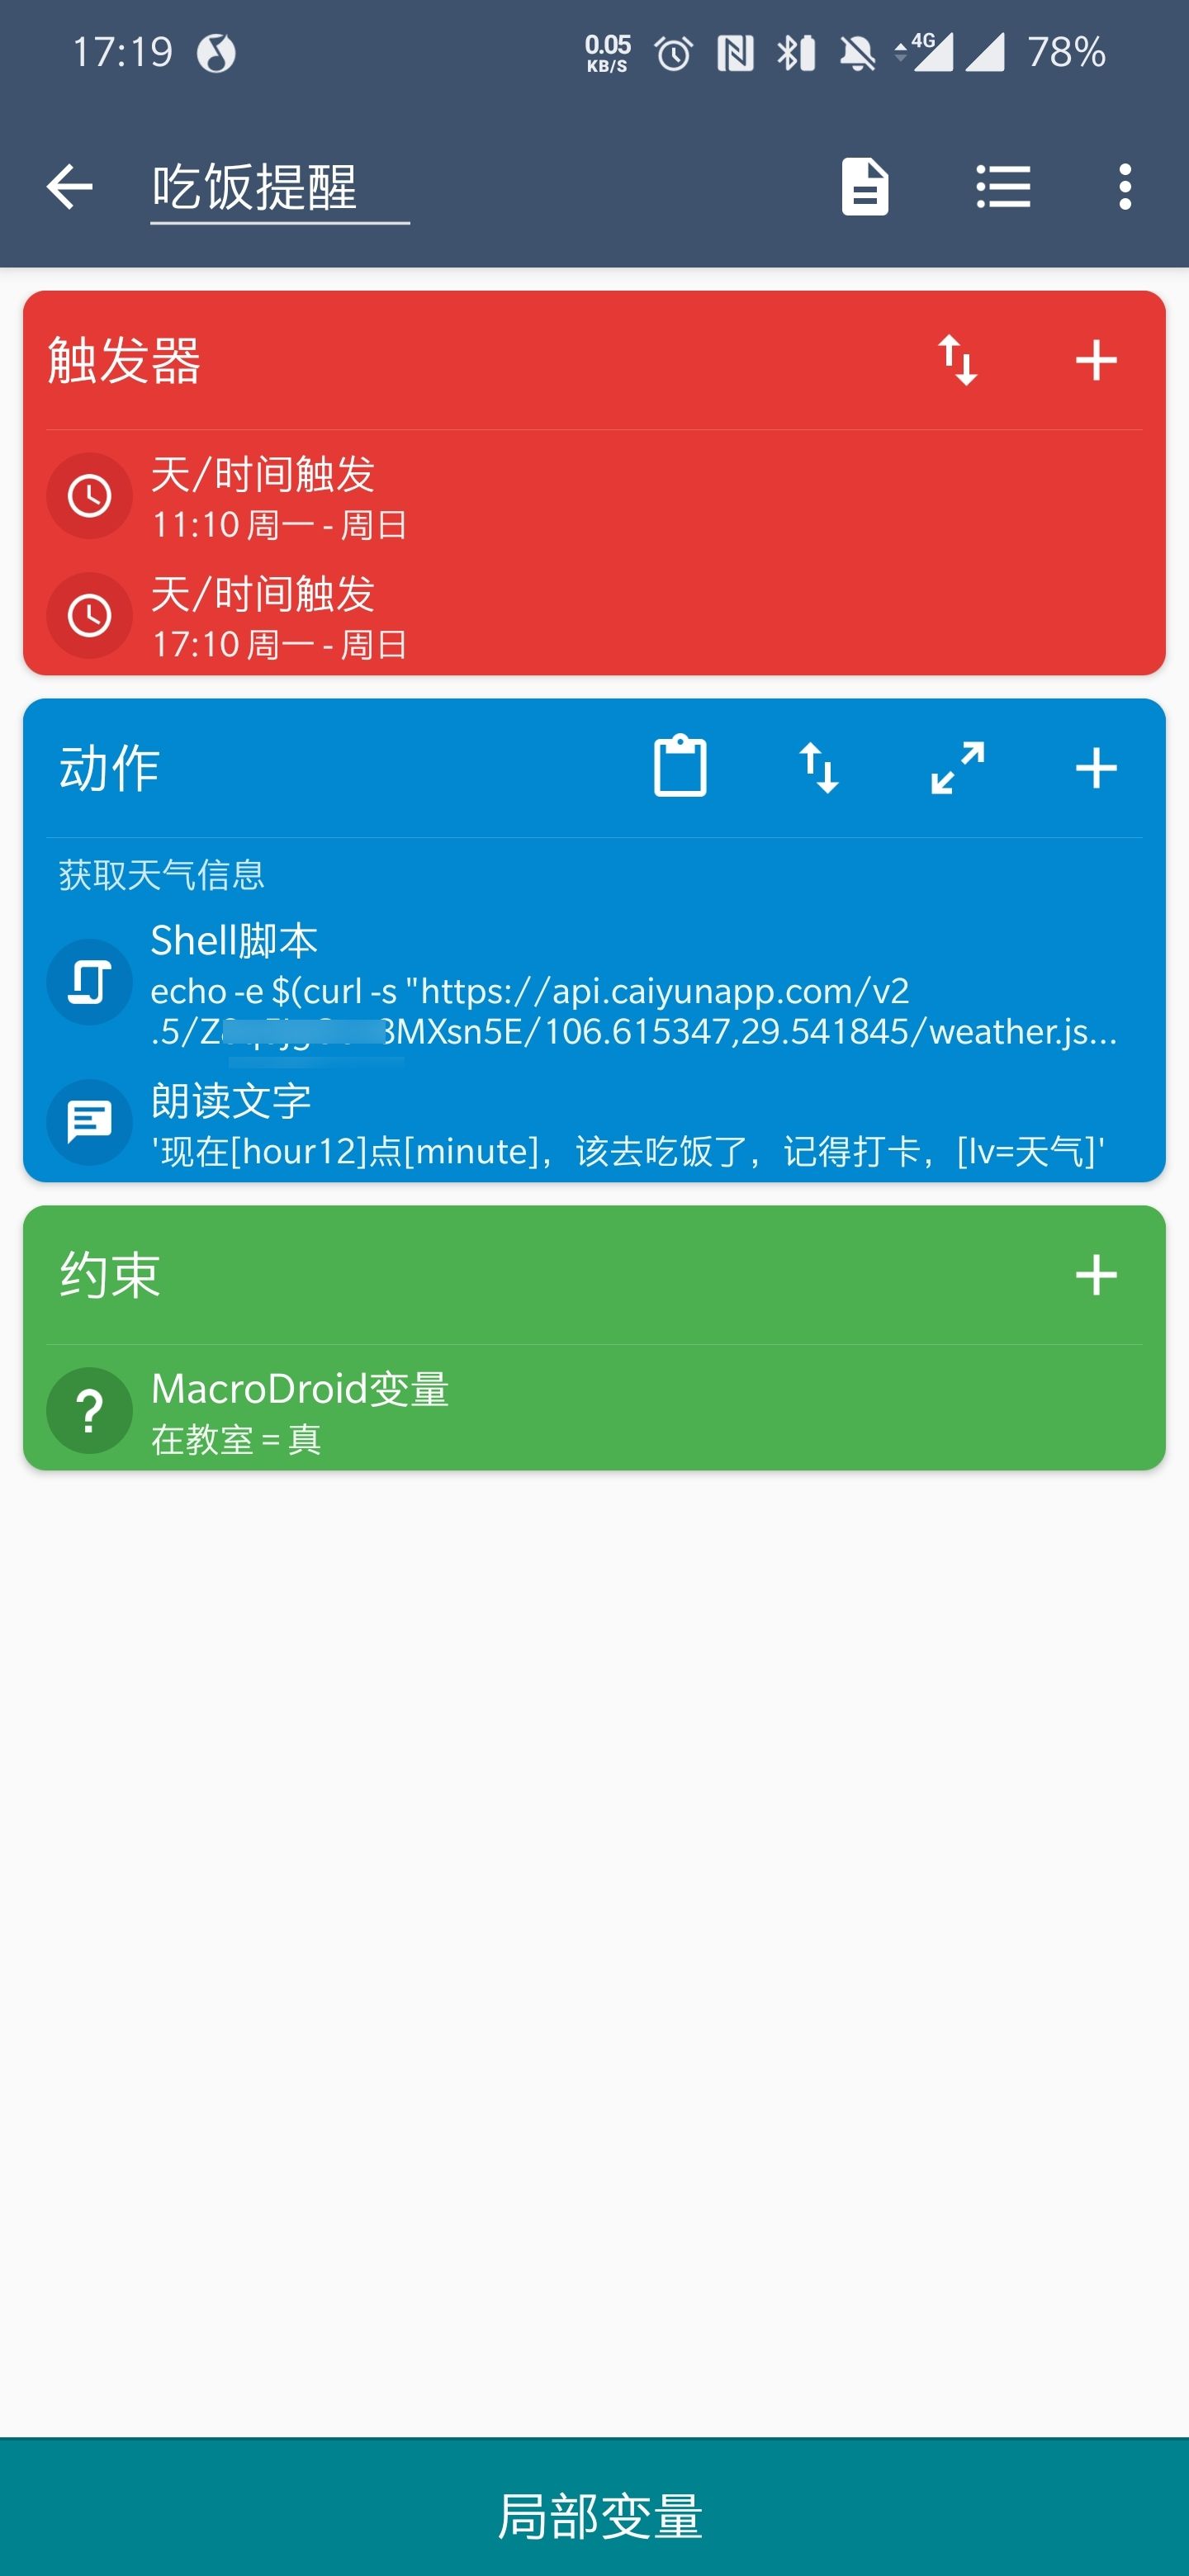 17:19
0.05
KB/S
4G
78%
吃饭提醒
触发器
天/时间触发
11:10 周一 - 周日
天/时间触发
17:10 周一 - 周日
动作
获取天气信息
Shell脚本
echo -e $(curl -s "https://api.caiyunapp.com/v2
.5/Z MXsn5E/106.615347,29.541845/weather.js...
朗读文字
'现在[hour12]点[minute]，该去吃饭了，记得打卡，[lv=天气]'
约束
MacroDroid变量
在教室 = 真
局部变量